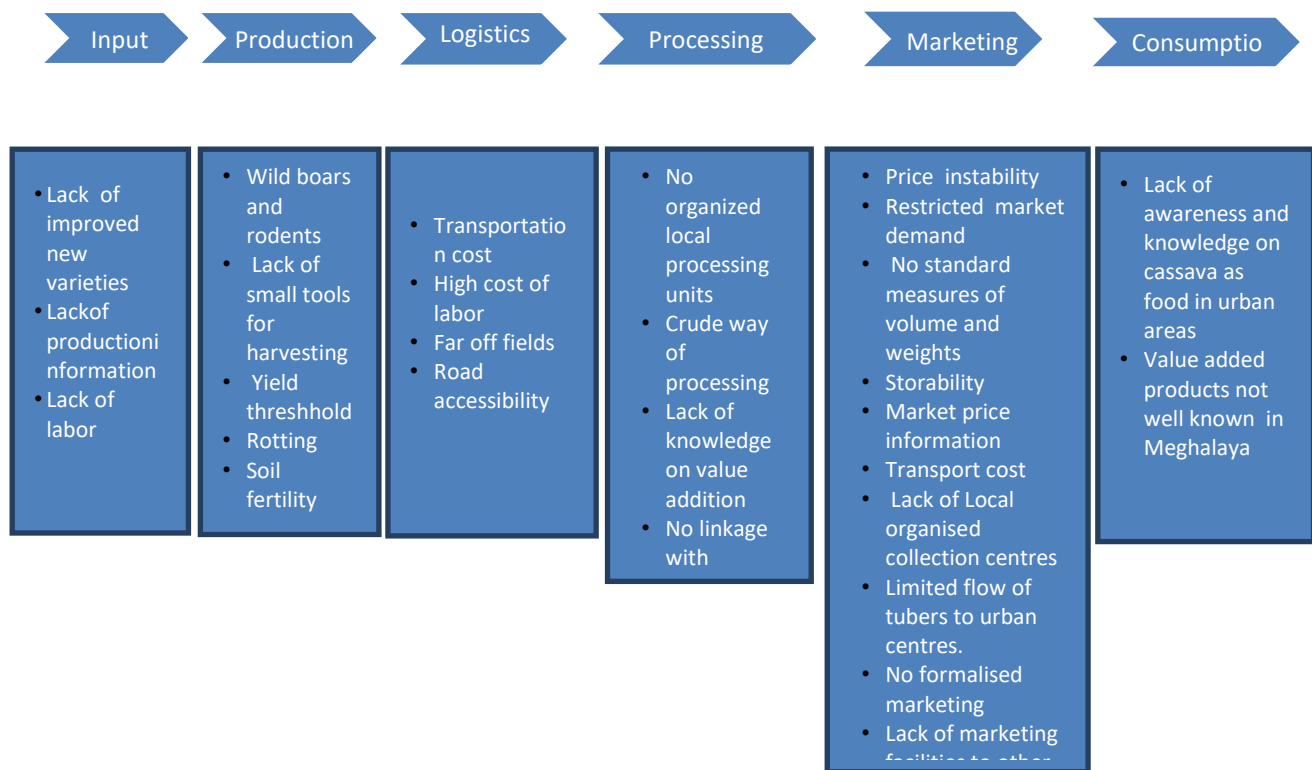 Input
Production
Logistics
Processing
Marketing
Consumptio
• Lack of
improved
new
varieties
• Lackof
productioni
nformation
• Lack of
labor
• Wild boars
and
rodents
• Lack of
small tools
for
harvesting
• Yield
threshhold
• Rotting
• Soil
fertility
• Transportatio
n cost
• High cost of
labor
• Far off fields
• Road
accessibility
• No
organized
local
processing
units
• Crude way
of
processing
• Lack of
knowledge
on value
addition
• No linkage
with
• Price instability
• Restricted market
demand
• No standard
measures of
volume and
weights
• Storability
• Market price
information
• Transport cost
• Lack of Local
organised
collection centres
• Limited flow of
tubers to urban
centres.
• No formalised
marketing
• Lack of marketing
facilities to other
• Lack of
awareness and
knowledge on
cassava as
food in urban
areas
• Value added
products not
well known in
Meghalaya